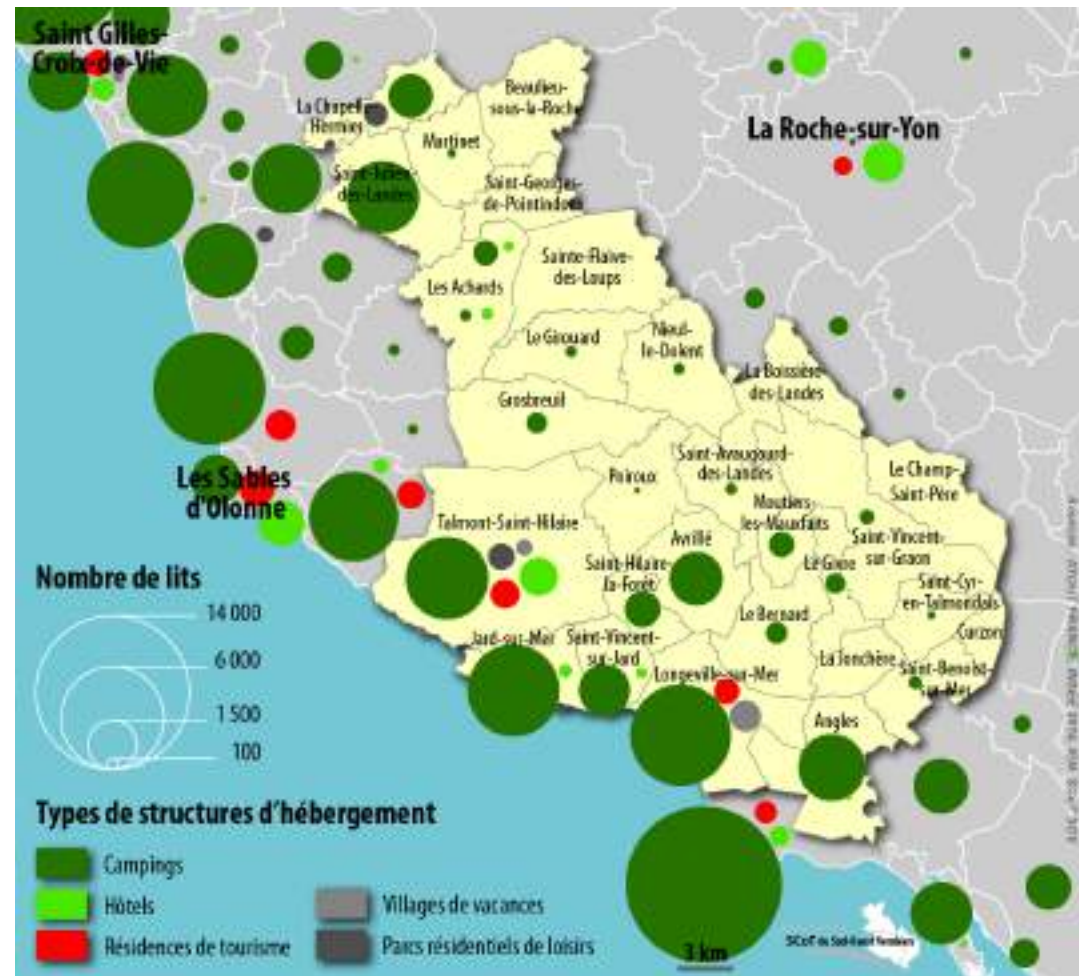 Saint Gilles-
Croix-de-Vie
La Chapelle-
Hermier
Beaulieu-
sous-la-Roche
Martinet
La Roche-sur-Yon
Saint-Julien-
des-Landes
Saint-Georges-
de-Pointindoux
Sainte-Flaive-
des-Loups
Les Achards
Le Girouard
Nieul-
le-Dolent
La Boissière-
des-Landes
Grosbreuil
Saint-Avaugourd-
des-Landes
Poiroux
Le Champ-
Saint-Père
Les Sables
d'Olonne
Moutiers-
les-Mauxfaits
Talmont-Saint-Hilaire
Avrillé
Saint-Vincent-
sur-Graon
Saint-Hilaire-
la-Forêt
Le Givre
Saint-Cyr-
en-Talmondais
Le Bernard
Curzon
Jard-sur-Mer
Saint-Vincent-
sur-Jard
La Jonchère
Saint-Benoist-
sur-Mer
Longeville-sur-Mer
Angles
Nombre de lits
14 000
6 000
1 500
100
Types de structures d'hébergement
Campings
Hôtels
Résidences de tourisme
Villages de vacances
Parcs résidentiels de loisirs
3 km